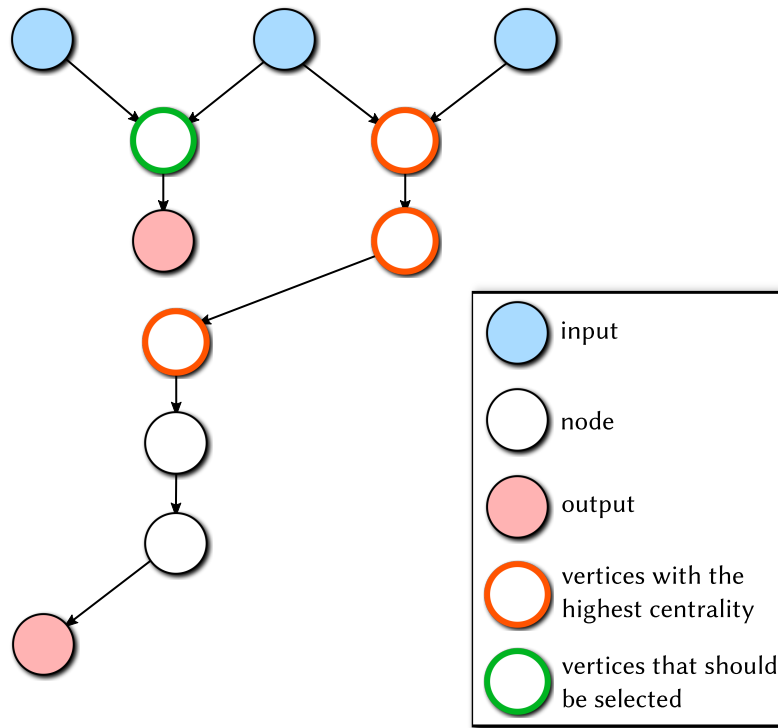 input
node
output
vertices with the
highest centrality
vertices that should
be selected